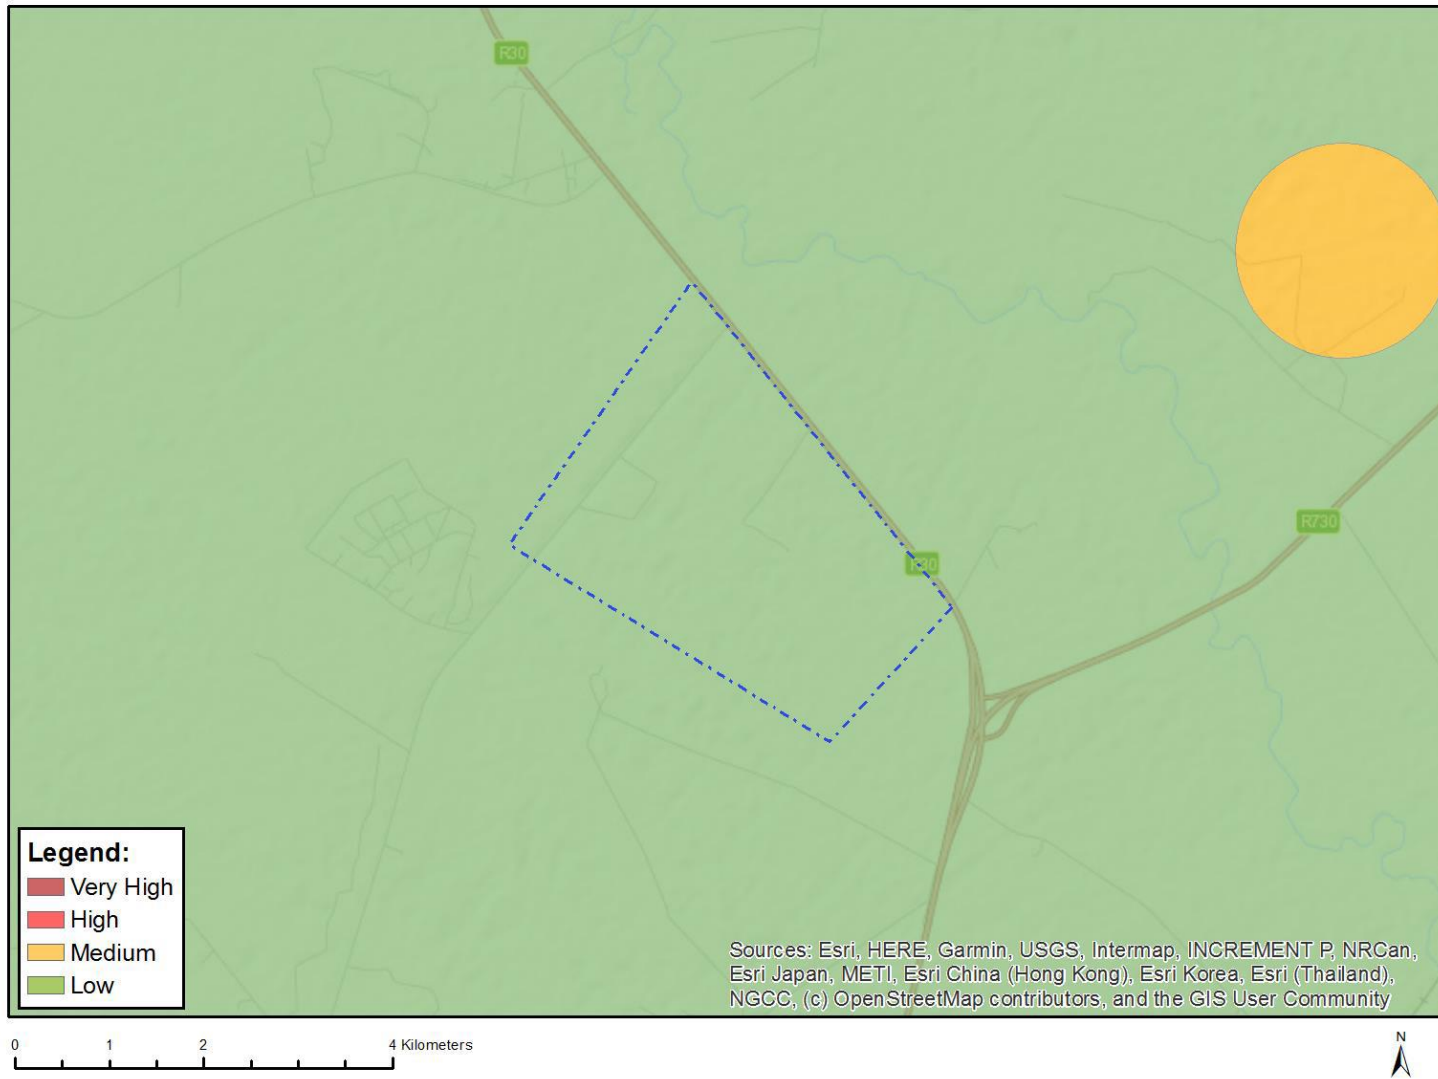 R30
R730
R30
Legend:
Very High
High
Medium
Low
Sources: Esri, HERE, Garmin, USGS, Intermap, INCREMENT P, NRCan,
Esri Japan, METI, Esri China (Hong Kong), Esri Korea, Esri (Thailand),
NGCC, (c) OpenStreetMap contributors, and the GIS User Community
0 1 2 4 Kilometers
N